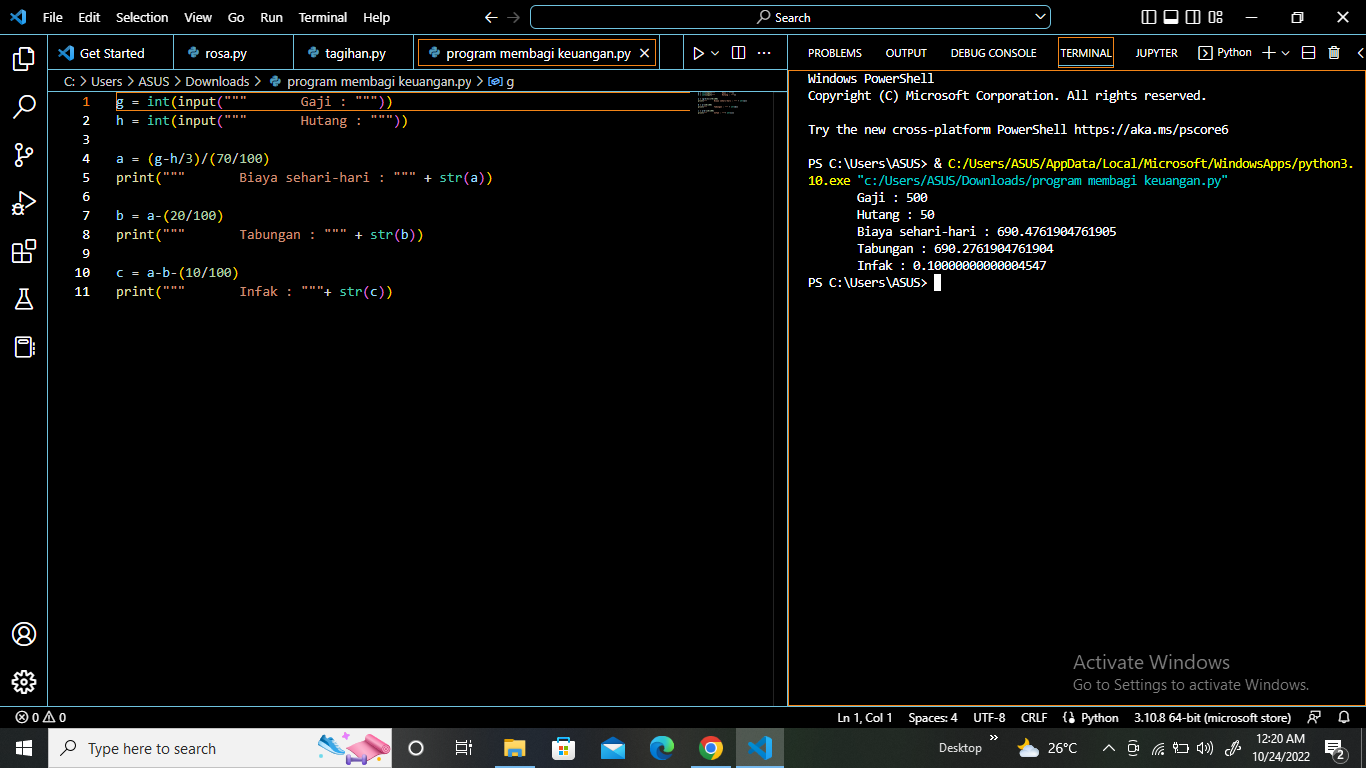 File Edit Selection View Go Run Terminal Help
Search
Get Started rosa.py tagihan.py program membagi keuangan.py
C: > Users > ASUS > Downloads > program membagi keuangan.py > g
1 g = int(input("""       Gaji : """))
2 h = int(input("""       Hutang : """))
3
4 a = (g-h/3)/(70/100)
5 print("""       Biaya sehari-hari : """ + str(a))
6
7 b = a-(20/100)
8 print("""       Tabungan : """ + str(b))
9
10 c = a-b-(10/100)
11 print("""       Infak : """+ str(c))
PROBLEMS OUTPUT DEBUG CONSOLE TERMINAL JUPYTER Python
Windows PowerShell
Copyright (C) Microsoft Corporation. All rights reserved.
Try the new cross-platform PowerShell https://aka.ms/pscore6
PS C:\Users\ASUS> & C:/Users/ASUS/AppData/Local/Microsoft/WindowsApps/python3.
10.exe "c:/Users/ASUS/Downloads/program membagi keuangan.py"
Gaji : 500
Hutang : 50
Biaya sehari-hari : 690.4761904761905
Tabungan : 690.2761904761904
Infak : 0.10000000000004547
PS C:\Users\ASUS>
Activate Windows
Go to Settings to activate Windows.
0 0 Ln 1, Col 1 Spaces: 4 UTF-8 CRLF Python 3.10.8 64-bit (microsoft store)
Type here to search
Desktop » 26°C 12:20 AM
10/24/2022 2